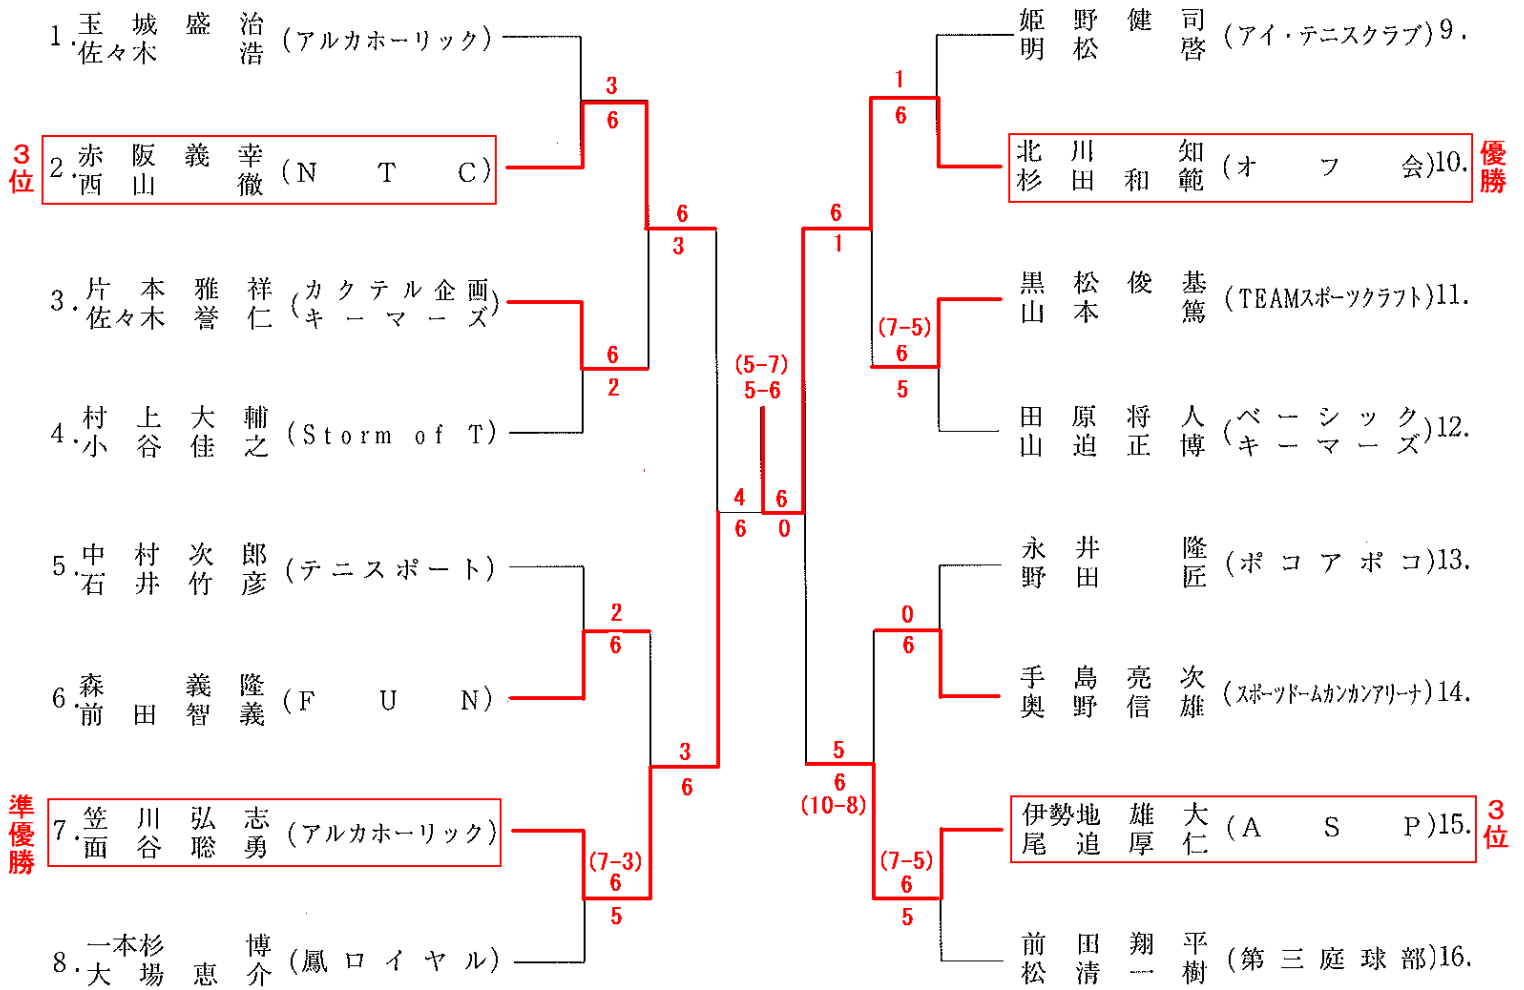 1. 玉城盛治
佐々木浩 (アルカホーリック)
3
6
3位
2. 赤阪義幸
西山徹 (NTC)
6
3
3. 片本雅祥 (カクテル企画
佐々木誉仁 キーマーズ)
6
2
4. 村上大輔
小谷佳之 (Storm of T)
(5-7)
5-6
4
6
6
0
5. 中村次郎
石井竹彦 (テニスポート)
2
6
6. 森義隆
前田智義 (FUN)
3
6
準優勝
7. 笠川弘志
面谷聡勇 (アルカホーリック)
(7-3)
6
5
8. 一本杉博
大場恵介 (鳳ロイヤル)
姫野健司
明松啓 (アイ・テニスクラブ) 9.
1
6
北川知
杉田和範 (オフ会) 10.
優勝
6
1
黒松俊基
山本篤 (TEAMスポーツクラフト) 11.
(7-5)
6
5
田原将人 (ベーシック
山迫正博 キーマーズ) 12.
永井隆
野田匠 (ポコアポコ) 13.
0
6
手島亮次
奥野信雄 (スポーツドームカンカンアリーナ) 14.
5
6
(10-8)
伊勢地雄大
尾追厚仁 (ASP) 15.
3位
(7-5)
6
5
前田翔平
松清一樹 (第三庭球部) 16.